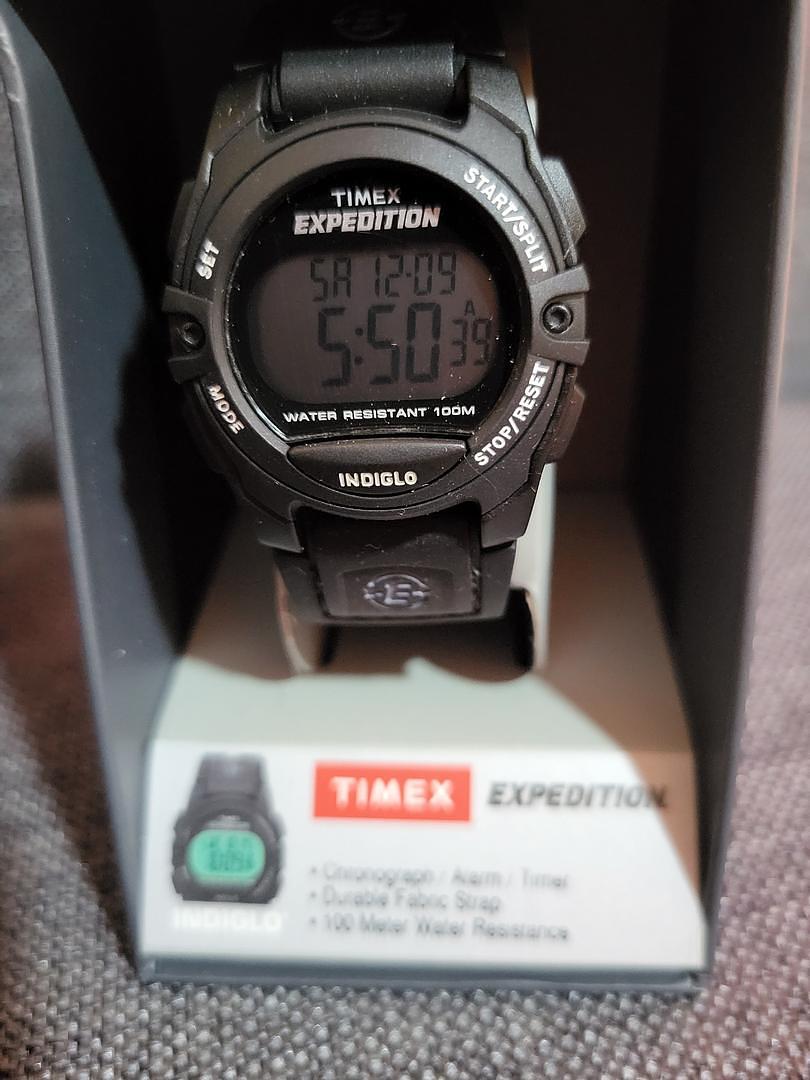 TIMEX
EXPEDITION
START/SPLIT
SET
SA 12-09
5:50 A 39
MODE
STOP/RESET
WATER RESISTANT 100M
INDIGLO
E
TIMEX EXPEDITION
• Chronograph / Alarm / Timer
• Durable Fabric Strap
• 100 Meter Water Resistance
INDIGLO